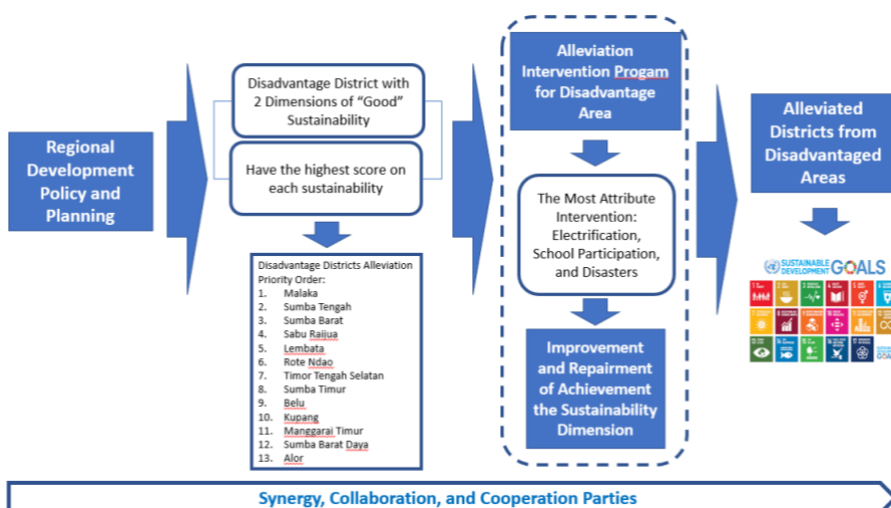 Regional
Development
Policy and
Planning
Disadvantage District with
2 Dimensions of “Good”
Sustainability
Have the highest score on
each sustainability
Disadvantage Districts Alleviation
Priority Order:
1. Malaka
2. Sumba Tengah
3. Sumba Barat
4. Sabu Raijua
5. Lembata
6. Rote Ndao
7. Timor Tengah Selatan
8. Sumba Timur
9. Belu
10. Kupang
11. Manggarai Timur
12. Sumba Barat Daya
13. Alor
Alleviation
Intervention Progam
for Disadvantage
Area
The Most Attribute
Intervention:
Electrification,
School Participation,
and Disasters
Improvement
and Repairment
of Achievement
the Sustainability
Dimension
Alleviated
Districts from
Disadvantaged
Areas
SUSTAINABLE
DEVELOPMENT GOALS
Synergy, Collaboration, and Cooperation Parties